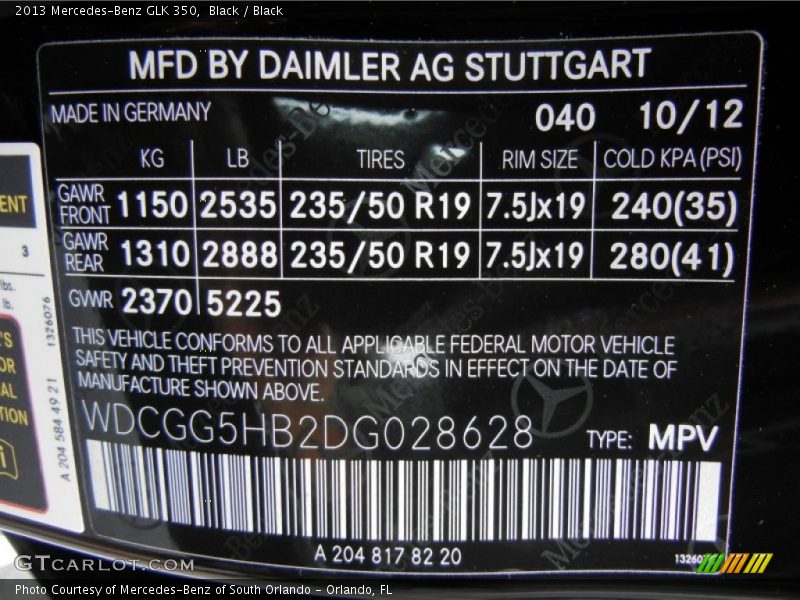 2013 Mercedes-Benz GLK 350, Black / Black
MFD BY DAIMLER AG STUTTGART
MADE IN GERMANY 040 10/12
KG LB TIRES RIM SIZE COLD KPA (PSI)
GAWR FRONT 1150 2535 235/50 R19 7.5Jx19 240(35)
GAWR REAR 1310 2888 235/50 R19 7.5Jx19 280(41)
GVWR 2370 5225
THIS VEHICLE CONFORMS TO ALL APPLICABLE FEDERAL MOTOR VEHICLE
SAFETY AND THEFT PREVENTION STANDARDS IN EFFECT ON THE DATE OF
MANUFACTURE SHOWN ABOVE.
WDCGG5HB2DG028628 TYPE: MPV
A 204 817 82 20
ENT
3
lbs.
lb.
1326076
A 204 584 49 21
GTCARLOT.COM
Photo Courtesy of Mercedes-Benz of South Orlando - Orlando, FL